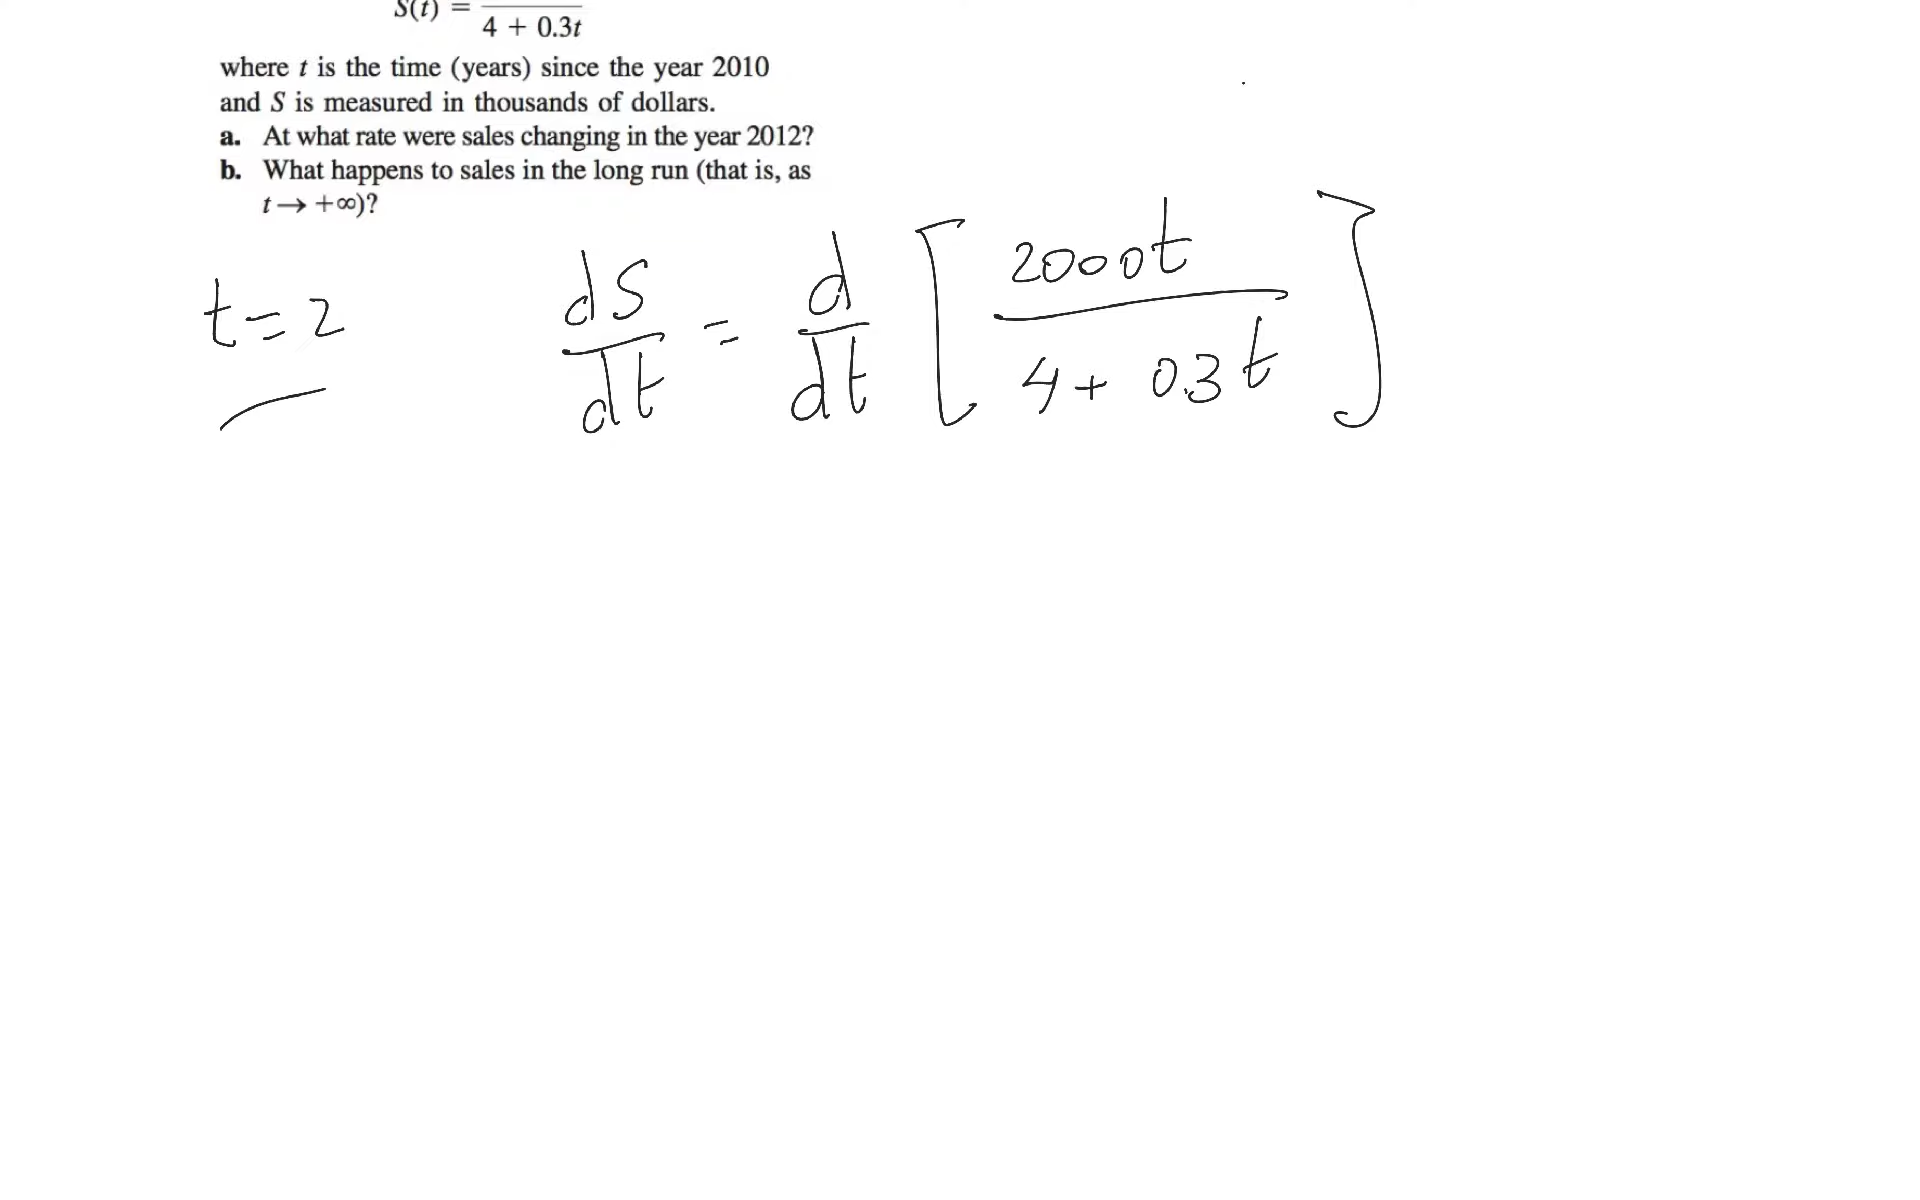 S(t) =
4 + 0.3t
where t is the time (years) since the year 2010
and S is measured in thousands of dollars.
a. At what rate were sales changing in the year 2012?
b. What happens to sales in the long run (that is, as
t → +∞)?
t = 2
dS/dt = d/dt [ 2000t / 4 + 0.3t ]